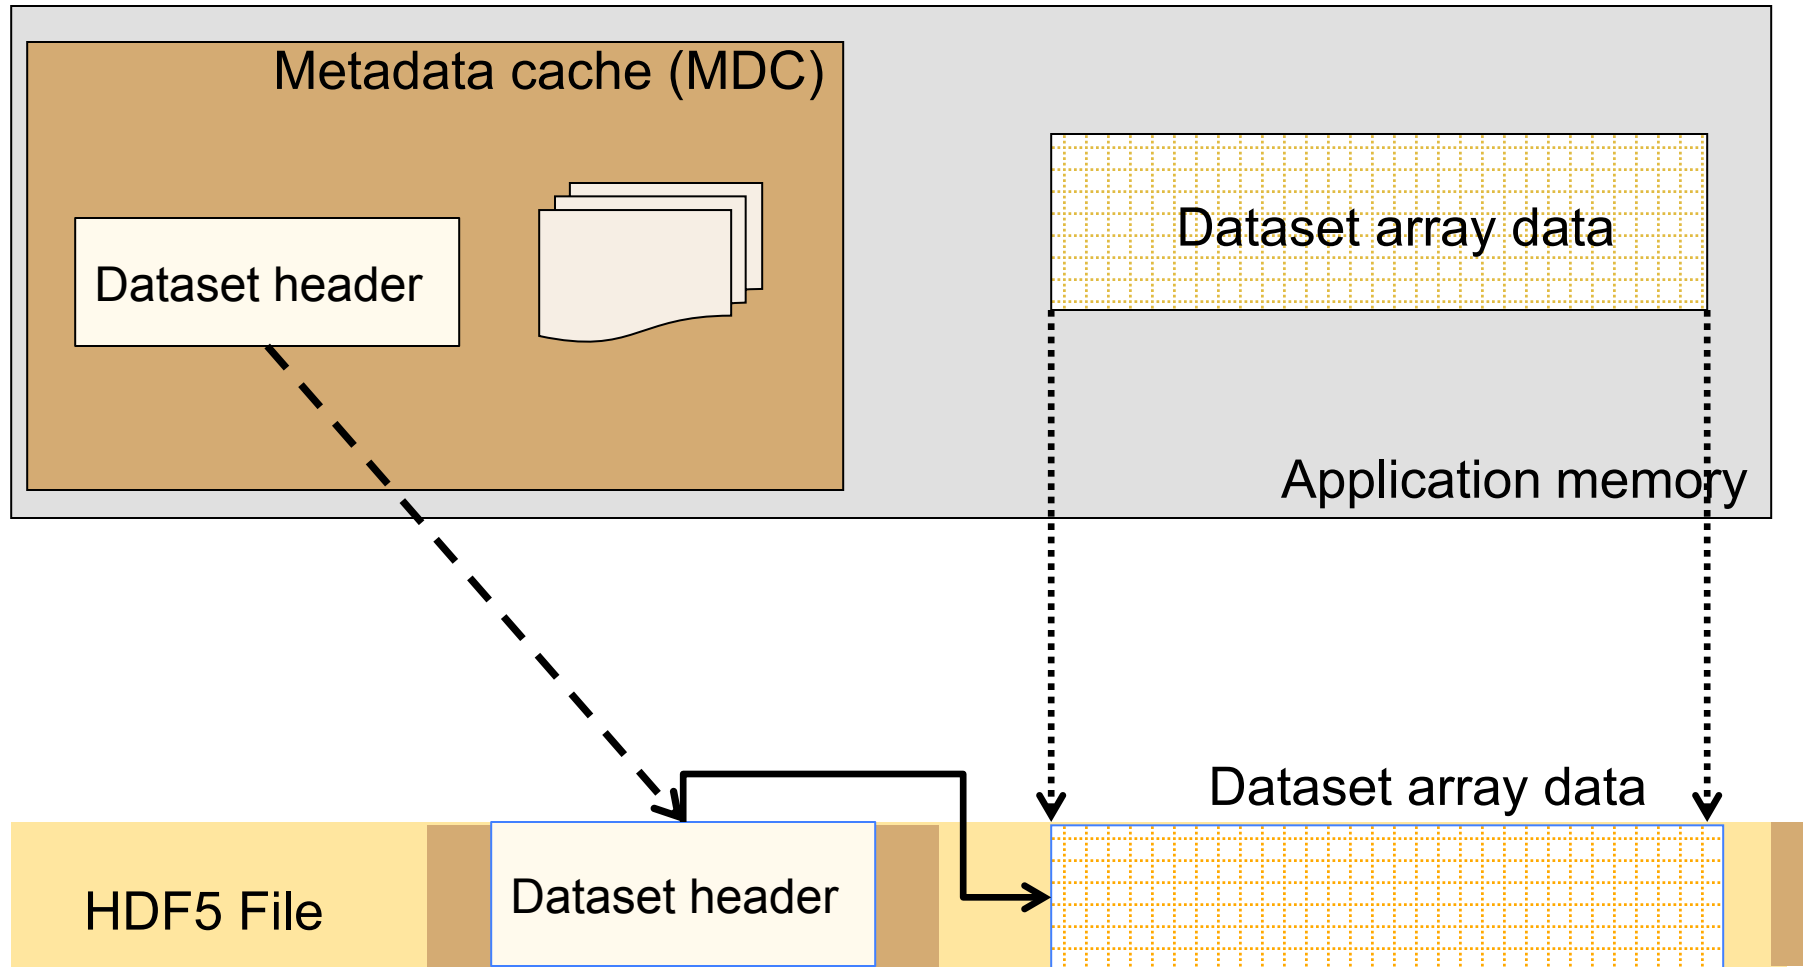 Metadata cache (MDC)
Dataset header
Dataset array data
Application memory
Dataset array data
HDF5 File
Dataset header